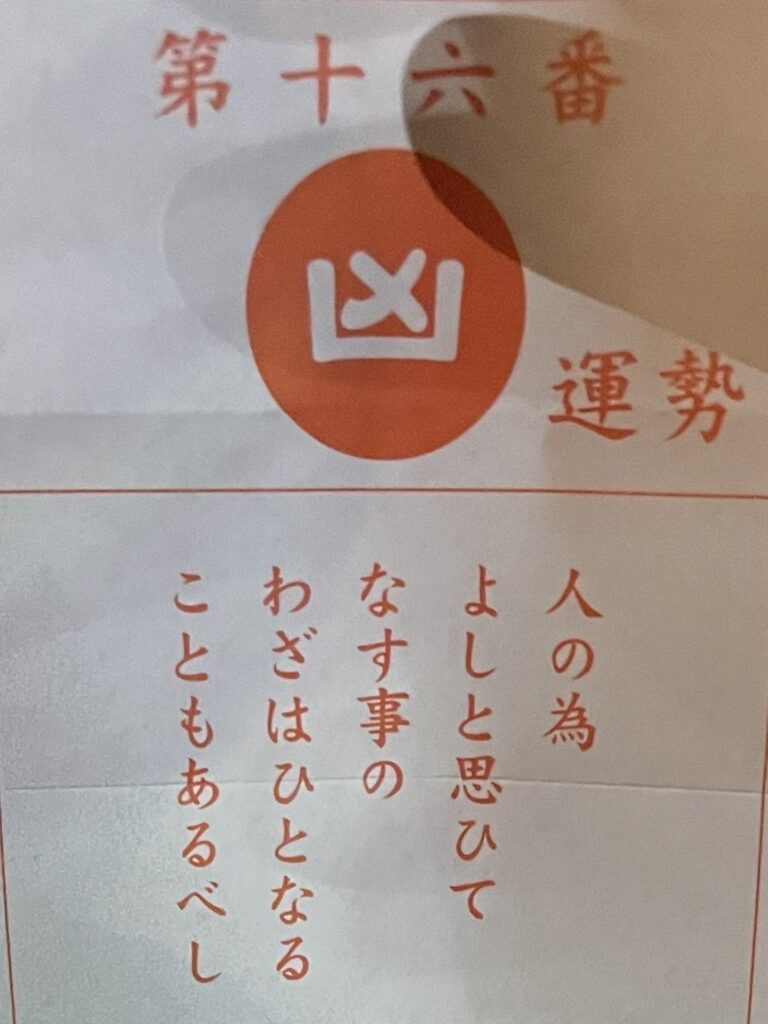 第十六番
凶
運勢
人の為
よしと思ひて
なす事の
わざはひとなる
こともあるべし